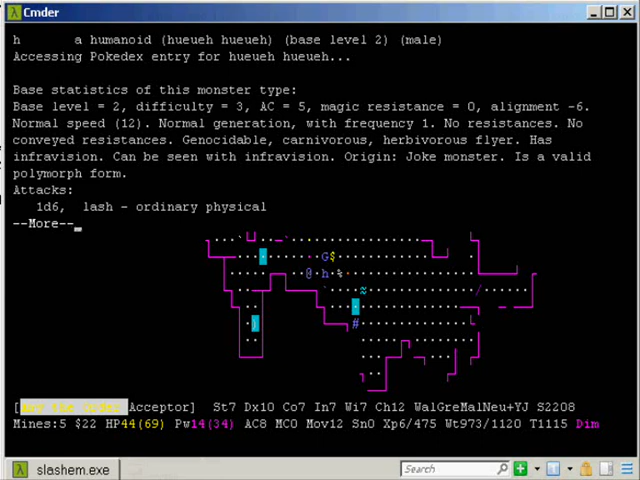 Cmder
h a humanoid (hueueh hueueh) (base level 2) (male)
Accessing Pokedex entry for hueueh hueueh...
Base statistics of this monster type:
Base level = 2, difficulty = 3, AC = 5, magic resistance = 0, alignment -6.
Normal speed (12). Normal generation, with frequency 1. No resistances. No
conveyed resistances. Genocidable, carnivorous, herbivorous flyer. Has
infravision. Can be seen with infravision. Origin: Joke monster. Is a valid
polymorph form.
Attacks:
1d6, lash - ordinary physical
--More--
G$
@ h %
#
[Amy the Codes Acceptor] St7 Dx10 Co7 In7 Wi7 Ch12 WalGreMalNeu+YJ S2208
Mines:5 $22 HP44(69) Pw14(34) AC8 MC0 Mov12 Sn0 Xp6/475 Wt973/1120 T1115 Dim
slashem.exe
Search